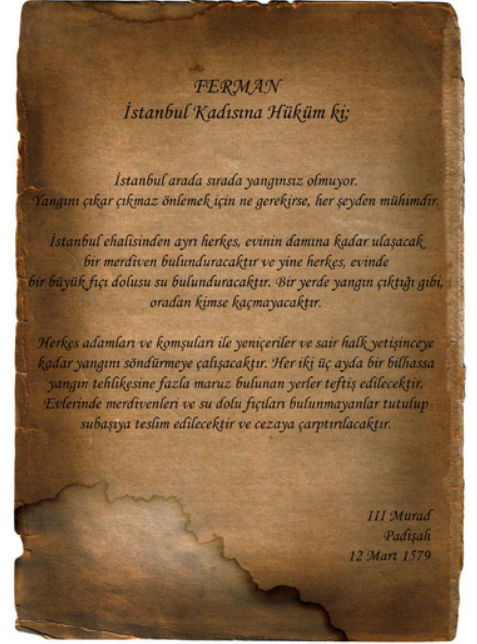 FERMAN
İstanbul Kadısına Hüküm ki;
İstanbul arada sırada yangınsız olmuyor.
Yangını çıkar çıkmaz önlemek için ne gerekirse, her şeyden mühimdir.
İstanbul ehalisinden ayrı herkes, evinin damına kadar ulaşacak
bir merdiven bulunduracaktır ve yine herkes, evinde
bir büyük fıçı dolusu su bulunduracaktır. Bir yerde yangın çıktığı gibi,
oradan kimse kaçmayacaktır.
Herkes adamları ve komşuları ile yeniçeriler ve sair halk yetişinceye
kadar yangını söndürmeye çalışacaktır. Her iki üç ayda bir bilhassa
yangın tehlikesine fazla maruz bulunan yerler teftiş edilecektir.
Evlerinde merdivenleri ve su dolu fıçıları bulunmayanlar tutulup
subaşıya teslim edilecektir ve cezaya çarptırılacaktır.
III Murad
Padişah
12 Mart 1579